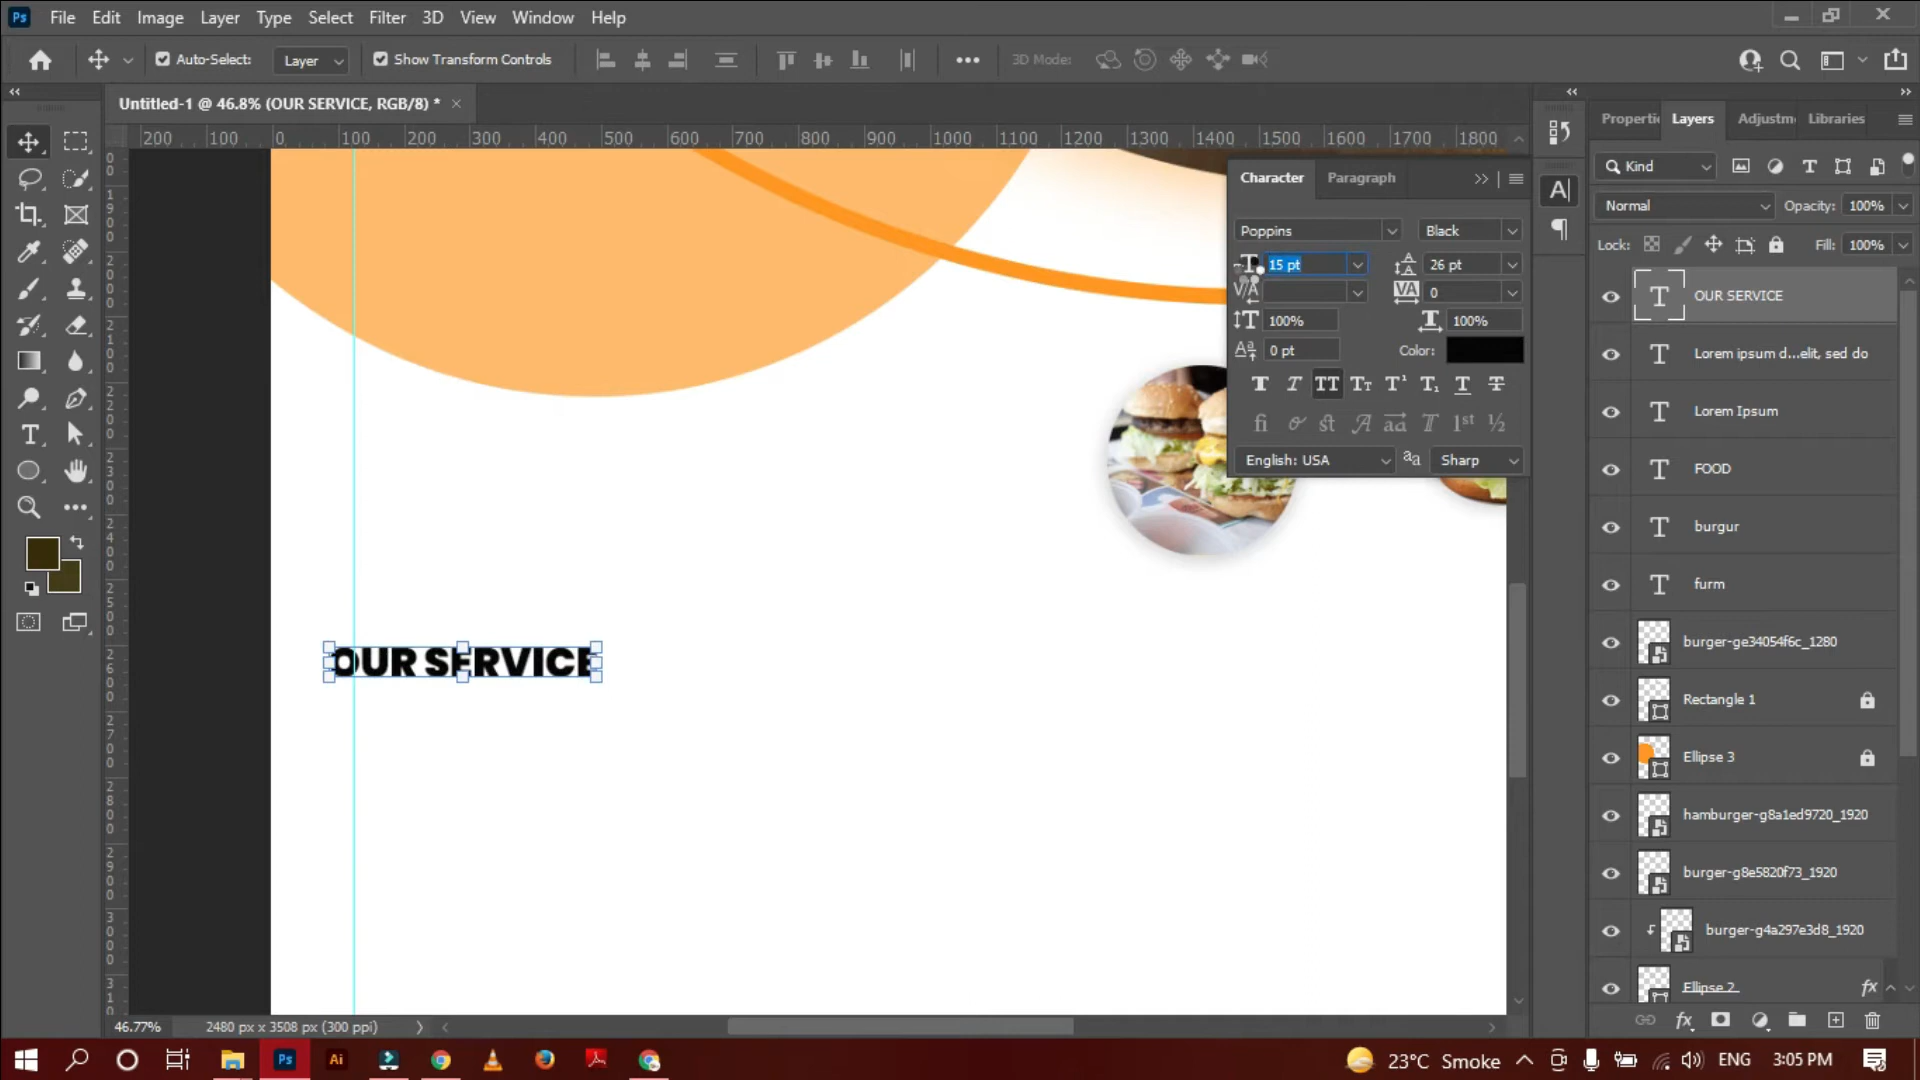 Ps File Edit Image Layer Type Select Filter 3D View Window Help
Auto-Select: Layer Show Transform Controls 3D Mode:
Untitled-1 @ 46.8% (OUR SERVICE, RGB/8) *
200 100 0 100 200 300 400 500 600 700 800 900 1000 1100 1200 1300 1400 1500 1600 1700 1800
Properti Layers Adjustm Libraries
Kind
Normal Opacity: 100%
Lock: Fill: 100%
Character Paragraph
Poppins Black
15 pt 26 pt
0
100% 100%
0 pt Color:
English: USA Sharp
OUR SERVICE
Lorem ipsum d...elit, sed do
Lorem Ipsum
FOOD
burgur
furm
burger-ge34054f6c_1280
Rectangle 1
Ellipse 3
hamburger-g8a1ed9720_1920
burger-g8e5820f73_1920
burger-g4a297e3d8_1920
Ellipse 2 fx
OUR SERVICE
46.77% 2480 px x 3508 px (300 ppi)
Ps Ai 23°C Smoke ENG 3:05 PM